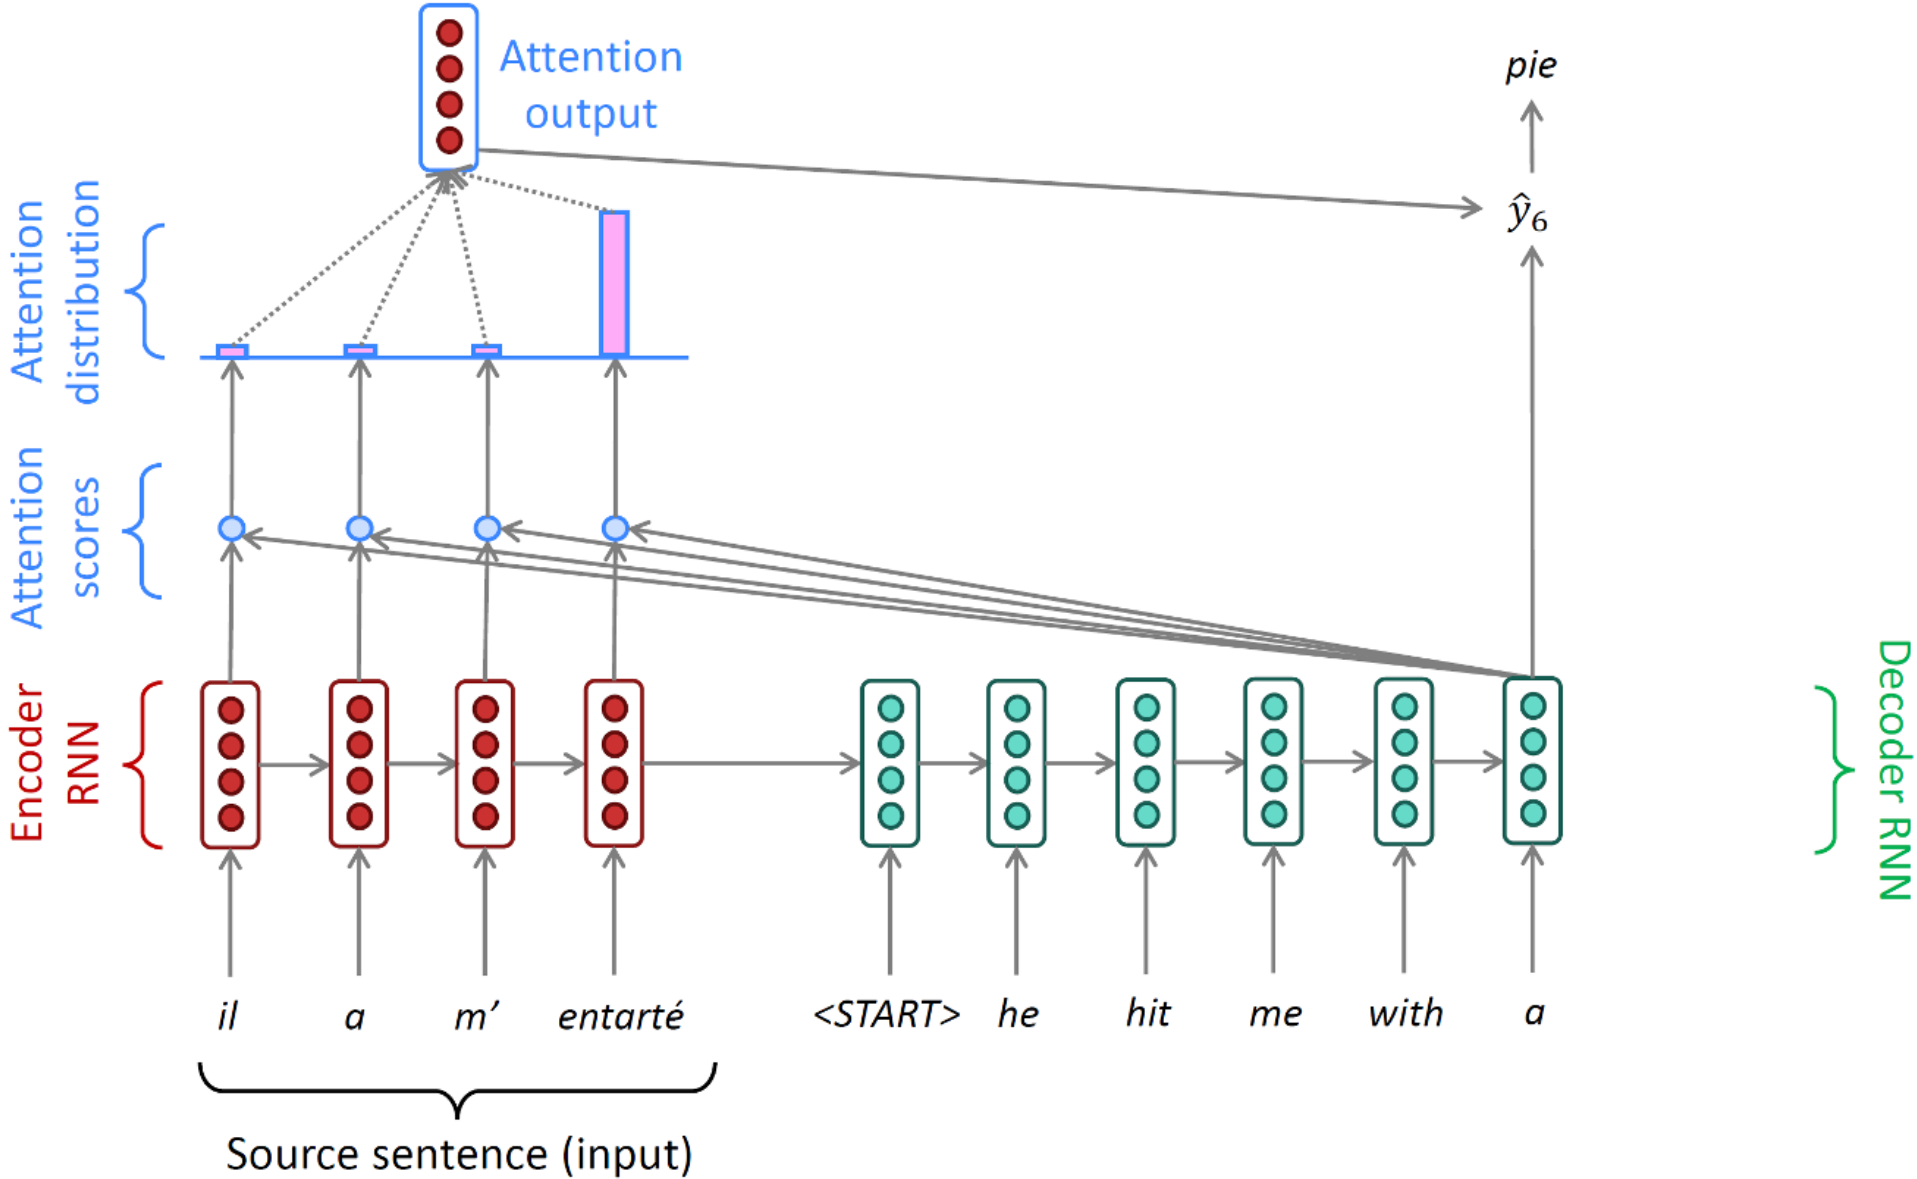 Attention
output
pie
ŷ₆
Attention
distribution
Attention
scores
Encoder
RNN
Decoder RNN
il a m’ entarté <START> he hit me with a
Source sentence (input)